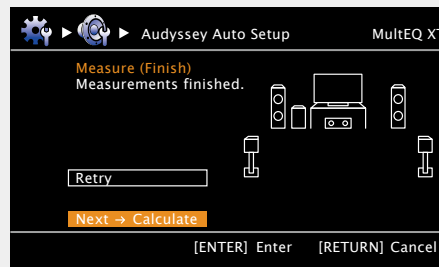 Audyssey Auto Setup MultEQ XT
Measure (Finish)
Measurements finished.
Retry
Next → Calculate
[ENTER] Enter [RETURN] Cancel